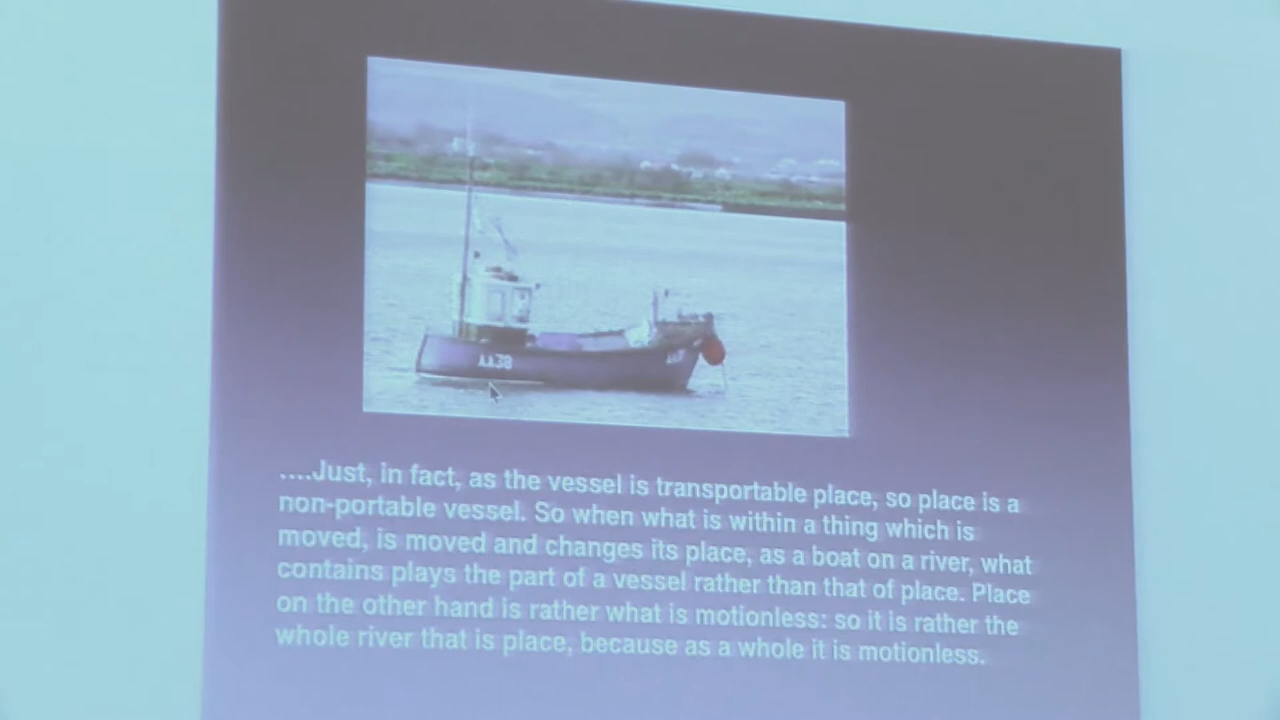 AA38
....Just, in fact, as the vessel is transportable place, so place is a
non-portable vessel. So when what is within a thing which is
moved, is moved and changes its place, as a boat on a river, what
contains plays the part of a vessel rather than that of place. Place
on the other hand is rather what is motionless: so it is rather the
whole river that is place, because as a whole it is motionless.